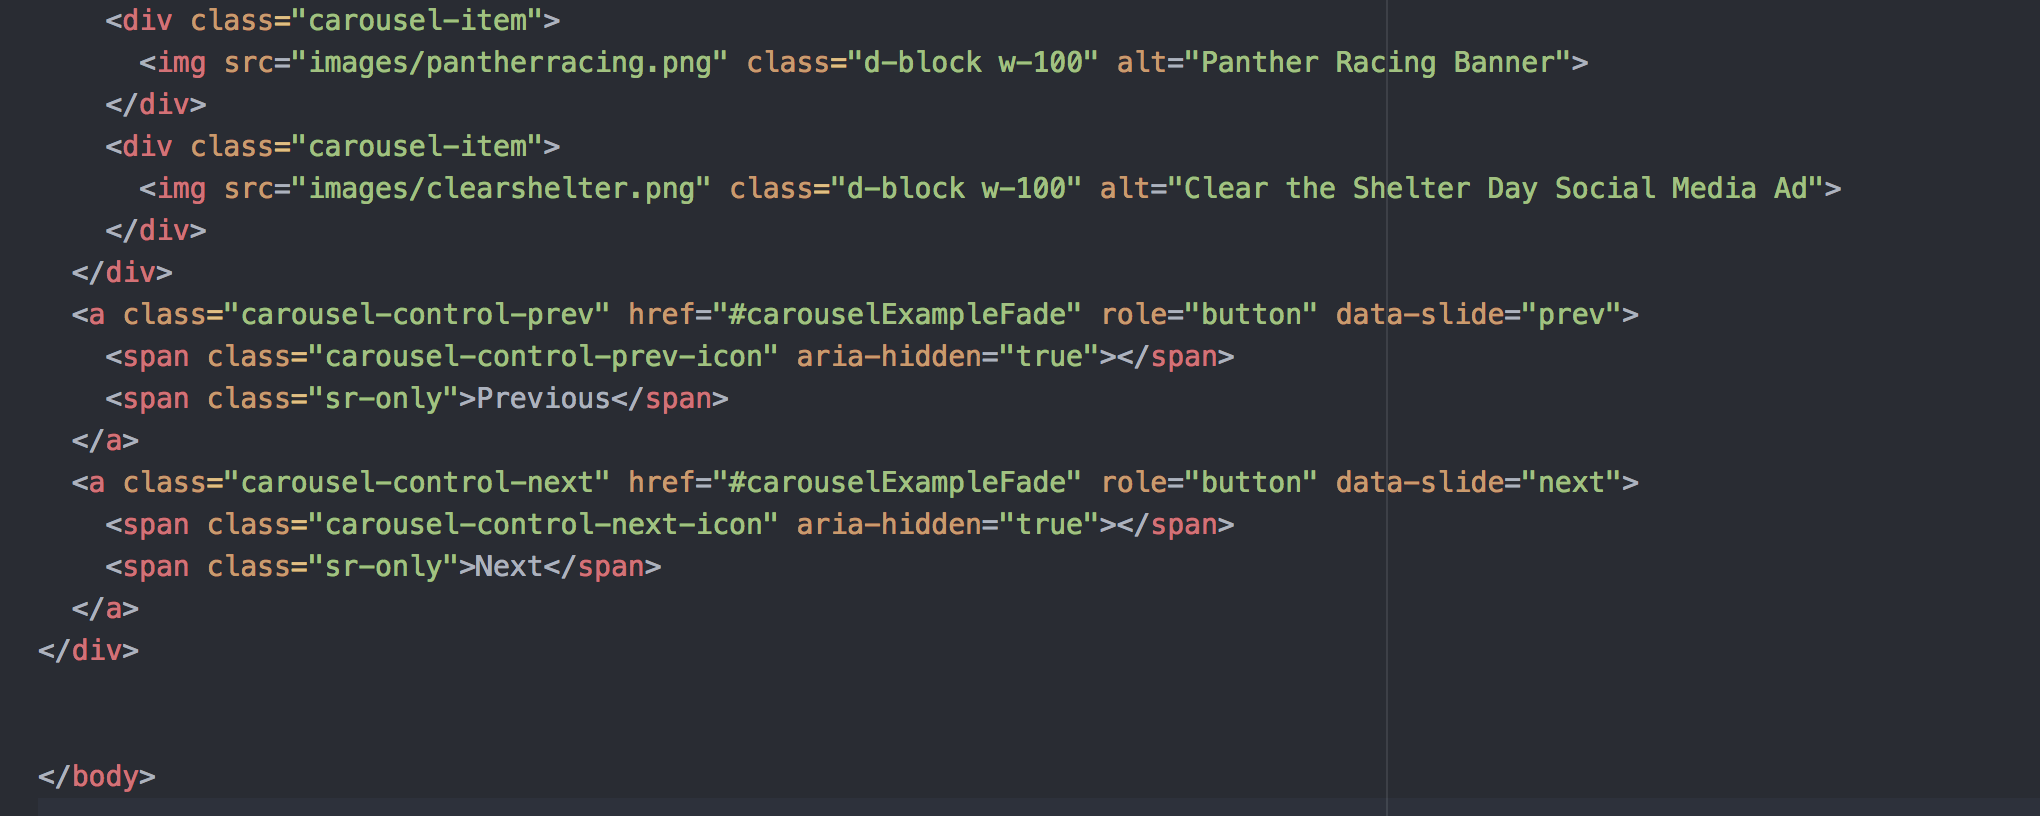 <div class="carousel-item">
<img src="images/pantherracing.png" class="d-block w-100" alt="Panther Racing Banner">
</div>
<div class="carousel-item">
<img src="images/clearshelter.png" class="d-block w-100" alt="Clear the Shelter Day Social Media Ad">
</div>
</div>
<a class="carousel-control-prev" href="#carouselExampleFade" role="button" data-slide="prev">
<span class="carousel-control-prev-icon" aria-hidden="true"></span>
<span class="sr-only">Previous</span>
</a>
<a class="carousel-control-next" href="#carouselExampleFade" role="button" data-slide="next">
<span class="carousel-control-next-icon" aria-hidden="true"></span>
<span class="sr-only">Next</span>
</a>
</div>
</body>